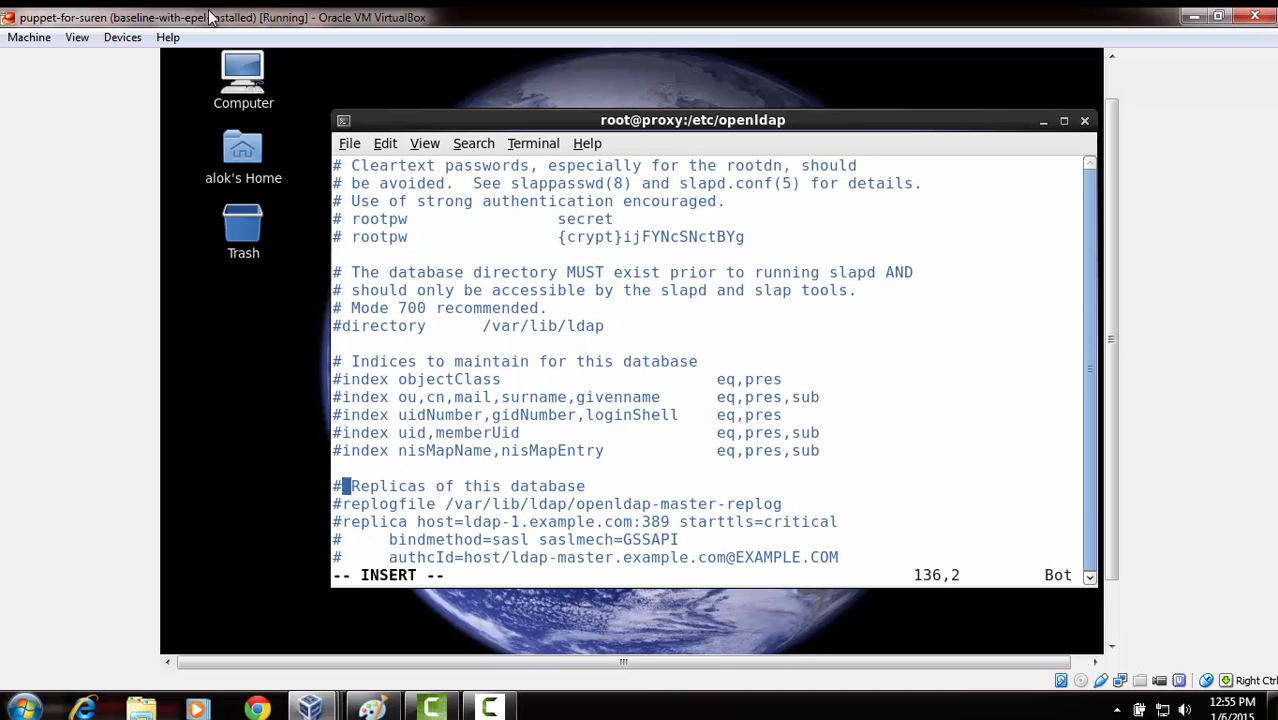 puppet-for-suren (baseline-with-epel-installed) [Running] - Oracle VM VirtualBox
Machine View Devices Help
Computer
alok's Home
Trash
root@proxy:/etc/openldap
File Edit View Search Terminal Help
# Cleartext passwords, especially for the rootdn, should
# be avoided.  See slappasswd(8) and slapd.conf(5) for details.
# Use of strong authentication encouraged.
# rootpw                secret
# rootpw                {crypt}ijFYNcSNctBYg
# The database directory MUST exist prior to running slapd AND
# should only be accessible by the slapd and slap tools.
# Mode 700 recommended.
#directory      /var/lib/ldap
# Indices to maintain for this database
#index objectClass                       eq,pres
#index ou,cn,mail,surname,givenname      eq,pres,sub
#index uidNumber,gidNumber,loginShell    eq,pres
#index uid,memberUid                     eq,pres,sub
#index nisMapName,nisMapEntry            eq,pres,sub
# Replicas of this database
#replogfile /var/lib/ldap/openldap-master-replog
#replica host=ldap-1.example.com:389 starttls=critical
#     bindmethod=sasl saslmech=GSSAPI
#     authcId=host/ldap-master.example.com@EXAMPLE.COM
-- INSERT --                                                  136,2         Bot
Right Ctrl
12:55 PM
1/6/2015